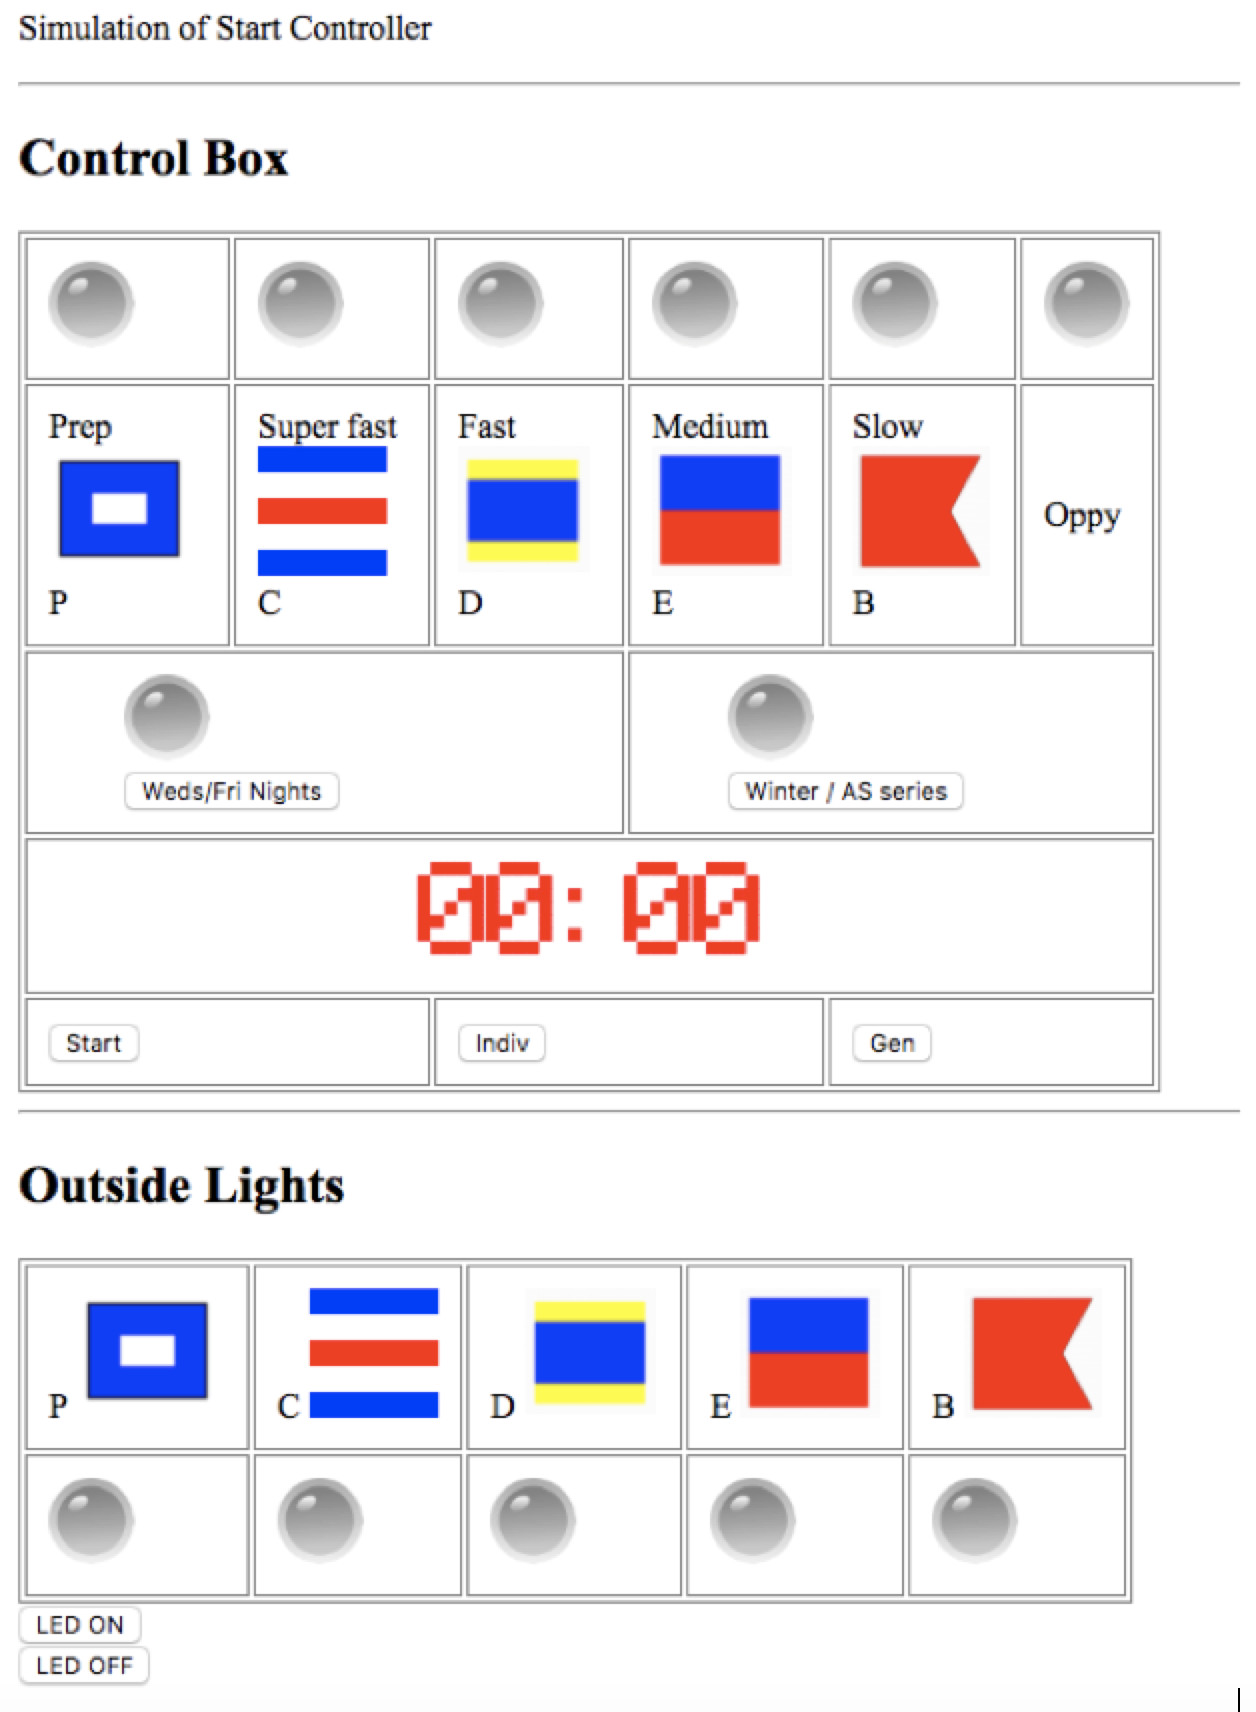 Simulation of Start Controller
Control Box
Prep Super fast Fast Medium Slow
Oppy
P C D E B
Weds/Fri Nights Winter / AS series
00:00
Start Indiv Gen
Outside Lights
P C D E B
LED ON
LED OFF